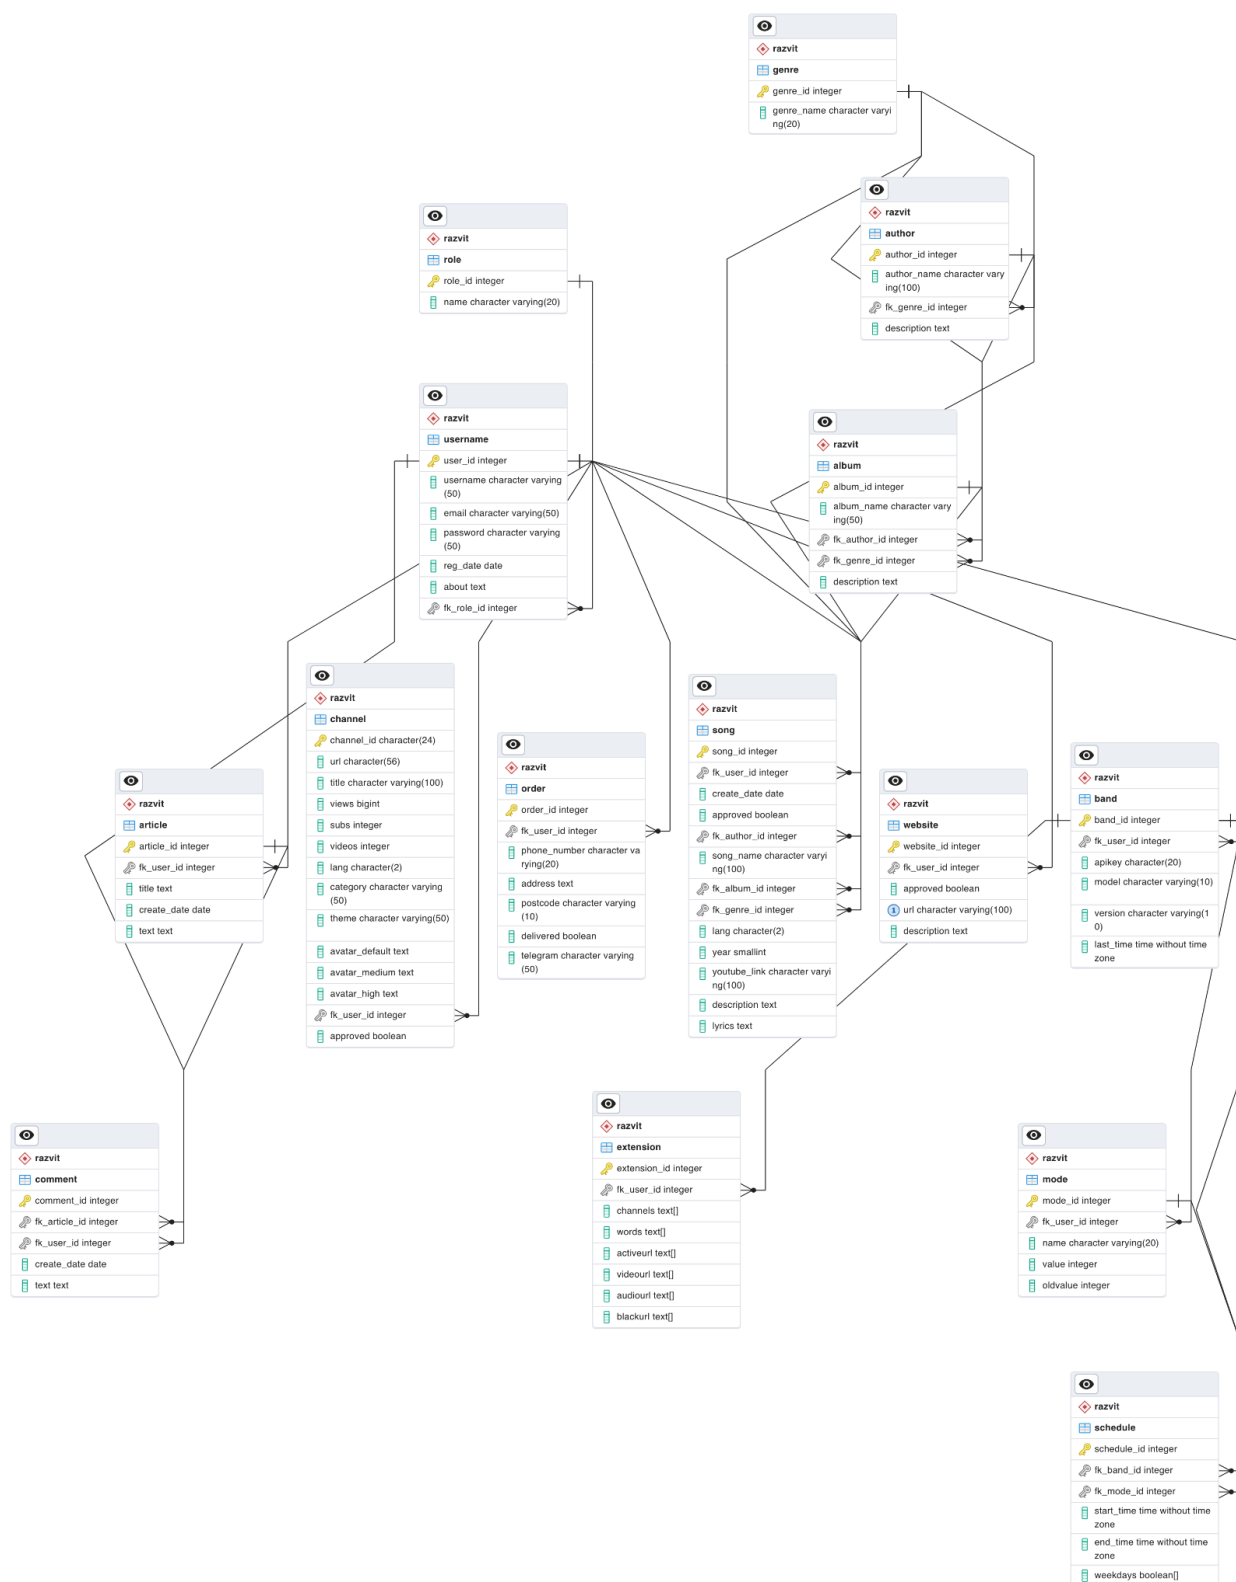 razvit
genre
genre_id integer
genre_name character varyi
ng(20)
razvit
author
author_id integer
author_name character vary
ing(100)
fk_genre_id integer
description text
razvit
role
role_id integer
name character varying(20)
razvit
username
user_id integer
username character varying
(50)
email character varying(50)
password character varying
(50)
reg_date date
about text
fk_role_id integer
razvit
album
album_id integer
album_name character vary
ing(50)
fk_author_id integer
fk_genre_id integer
description text
razvit
channel
channel_id character(24)
url character(56)
title character varying(100)
views bigint
subs integer
videos integer
lang character(2)
category character varying
(50)
theme character varying(50)
avatar_default text
avatar_medium text
avatar_high text
fk_user_id integer
approved boolean
razvit
order
order_id integer
fk_user_id integer
phone_number character va
rying(20)
address text
postcode character varying
(10)
delivered boolean
telegram character varying
(50)
razvit
song
song_id integer
fk_user_id integer
create_date date
approved boolean
fk_author_id integer
song_name character varyi
ng(100)
fk_album_id integer
fk_genre_id integer
lang character(2)
year smallint
youtube_link character varyi
ng(100)
description text
lyrics text
razvit
article
article_id integer
fk_user_id integer
title text
create_date date
text text
razvit
website
website_id integer
fk_user_id integer
approved boolean
1 url character varying(100)
description text
razvit
band
band_id integer
fk_user_id integer
apikey character(20)
model character varying(10)
version character varying(1
0)
last_time time without time
zone
razvit
extension
extension_id integer
fk_user_id integer
channels text[]
words text[]
activeurl text[]
videourl text[]
audiourl text[]
blackurl text[]
razvit
comment
comment_id integer
fk_article_id integer
fk_user_id integer
create_date date
text text
razvit
mode
mode_id integer
fk_user_id integer
name character varying(20)
value integer
oldvalue integer
razvit
schedule
schedule_id integer
fk_band_id integer
fk_mode_id integer
start_time time without time
zone
end_time time without time
zone
weekdays boolean[]